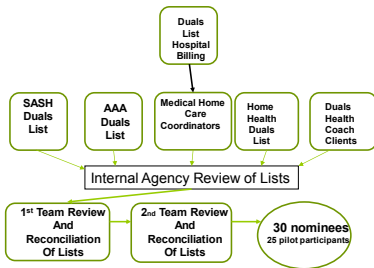 Duals
List
Hospital
Billing
SASH
Duals
List
AAA
Duals
List
Medical Home
Care
Coordinators
Home
Health
Duals
List
Duals
Health
Coach
Clients
Internal Agency Review of Lists
1st Team Review
And
Reconciliation
Of Lists
2nd Team Review
And
Reconciliation
Of Lists
30 nominees
25 pilot participants